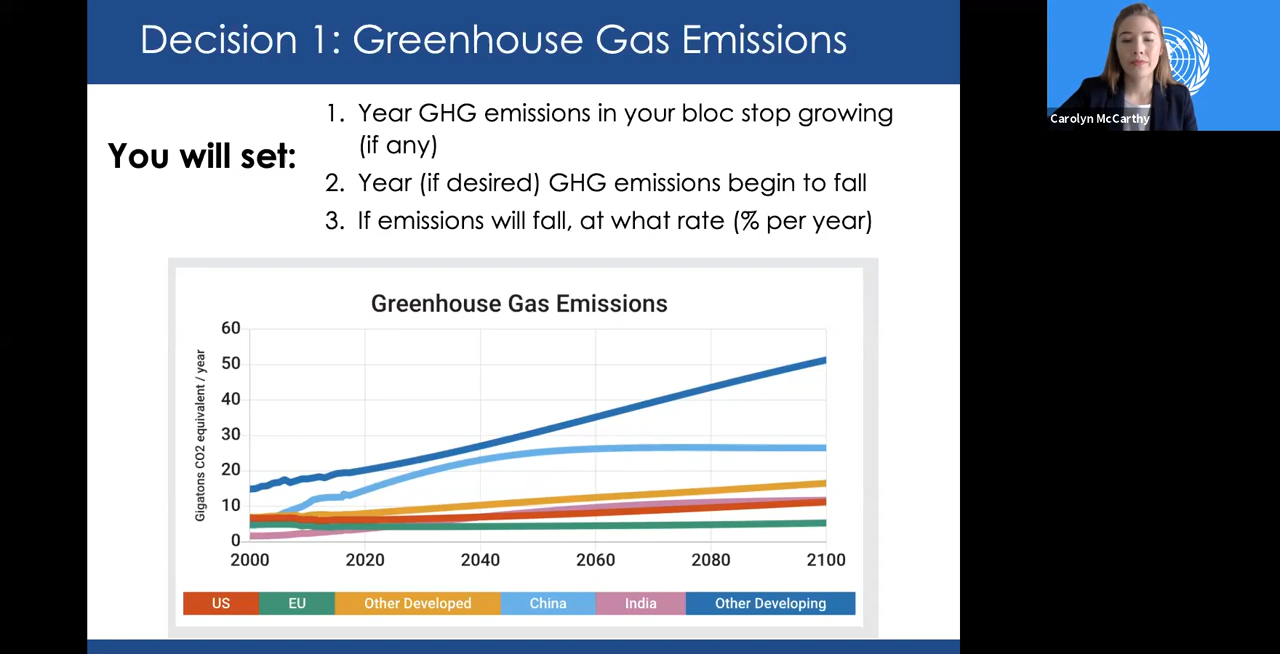 Decision 1: Greenhouse Gas Emissions
You will set:
1. Year GHG emissions in your bloc stop growing
(if any)
2. Year (if desired) GHG emissions begin to fall
3. If emissions will fall, at what rate (% per year)
Carolyn McCarthy
Greenhouse Gas Emissions
Gigatons CO2 equivalent / year
60
50
40
30
20
10
0
2000 2020 2040 2060 2080 2100
US EU Other Developed China India Other Developing